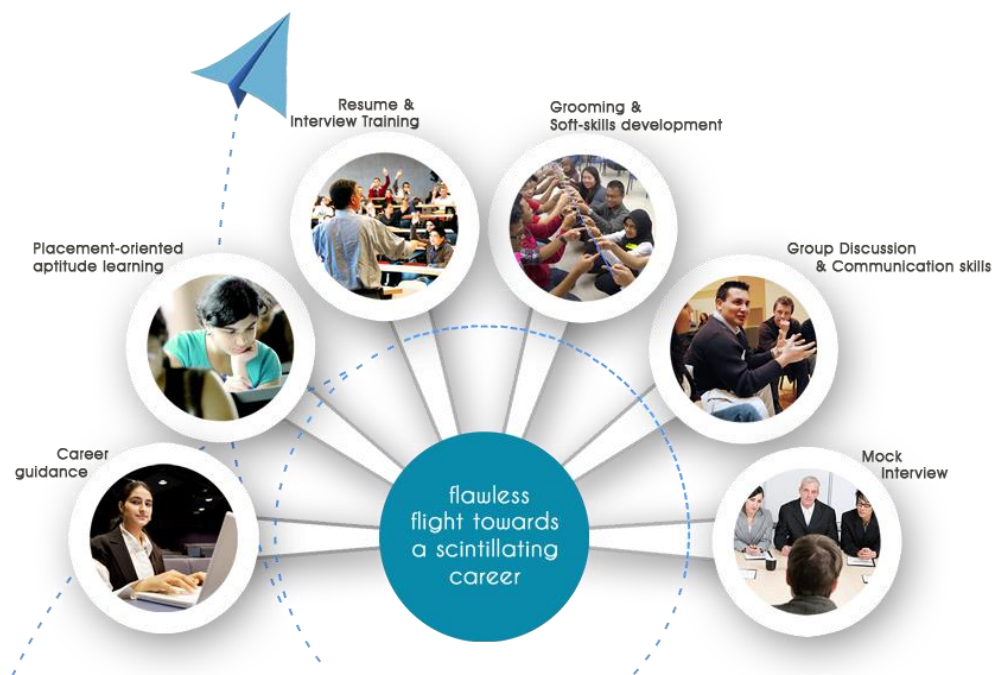 Resume &
Interview Training
Grooming &
Soft-skills development
Placement-oriented
aptitude learning
Group Discussion
& Communication skills
Career
guidance
Mock
Interview
flawless
flight towards
a scintillating
career